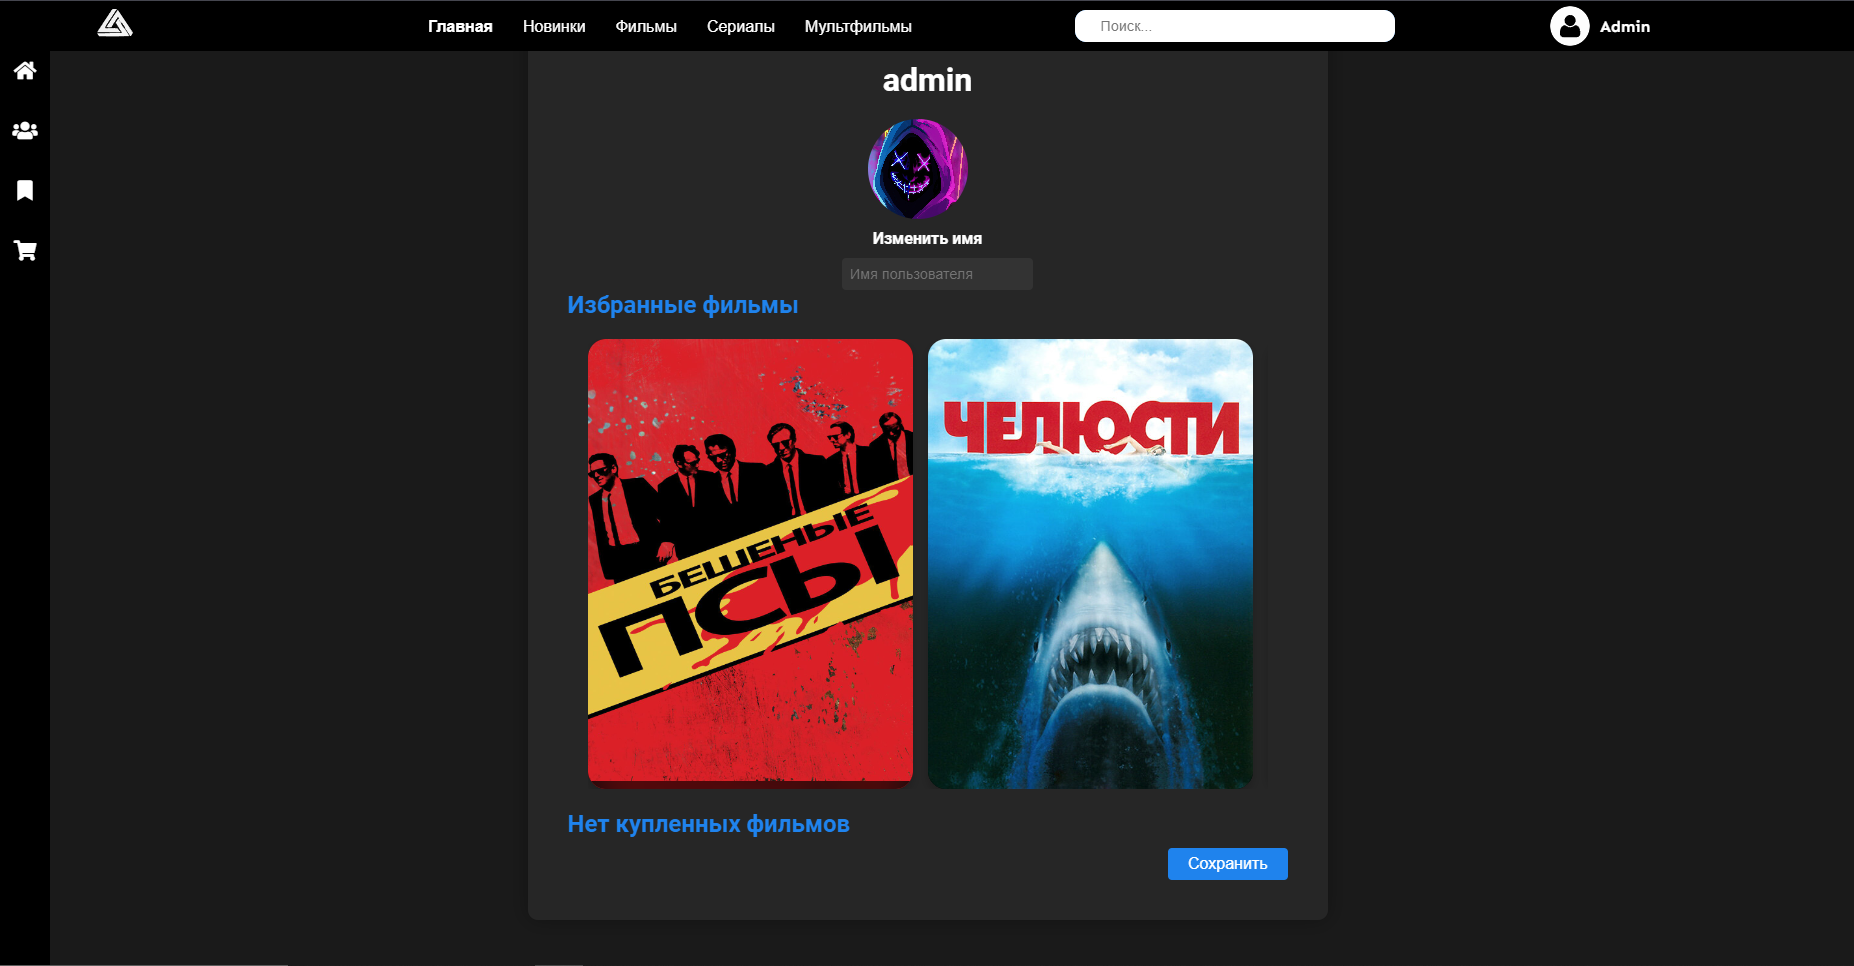 Главная
Новинки
Фильмы
Сериалы
Мультфильмы
Поиск...
Admin
admin
Изменить имя
Имя пользователя
Избранные фильмы
БЕШЕНЫЕ
ПСЫ
ЧЕЛЮСТИ
Нет купленных фильмов
Сохранить